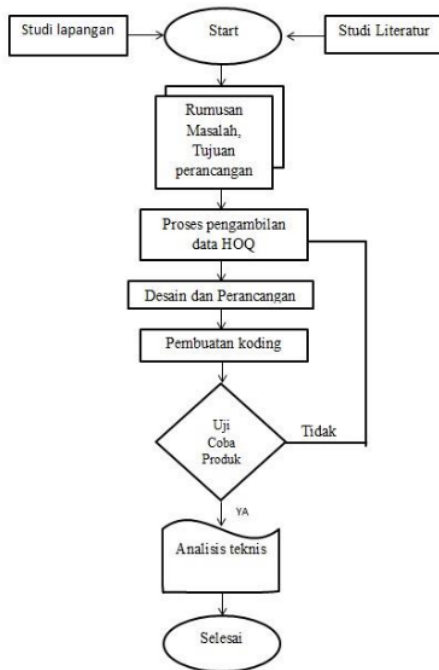 Studi lapangan
Start
Studi Literatur
Rumusan
Masalah,
Tujuan
perancangan
Proses pengambilan
data HOQ
Desain dan Perancangan
Pembuatan koding
Uji
Coba
Produk
Tidak
YA
Analisis teknis
Selesai